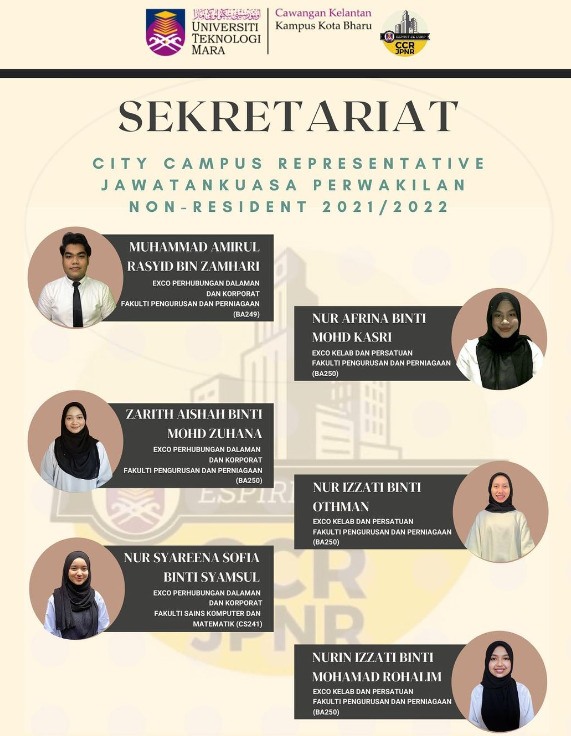 UNIVERSITI
TEKNOLOGI
MARA
Cawangan Kelantan
Kampus Kota Bharu
CCR
JPNR
SEKRETARIAT
CITY CAMPUS REPRESENTATIVE
JAWATANKUASA PERWAKILAN
NON-RESIDENT 2021/2022
MUHAMMAD AMIRUL
RASYID BIN ZAMHARI
EXCO PERHUBUNGAN DALAMAN
DAN KORPORAT
FAKULTI PENGURUSAN DAN PERNIAGAAN
(BA249)
NUR AFRINA BINTI
MOHD KASRI
EXCO KELAB DAN PERSATUAN
FAKULTI PENGURUSAN DAN PERNIAGAAN
(BA250)
ZARITH AISHAH BINTI
MOHD ZUHANA
EXCO PERHUBUNGAN DALAMAN
DAN KORPORAT
FAKULTI PENGURUSAN DAN PERNIAGAAN
(BA250)
NUR IZZATI BINTI
OTHMAN
EXCO KELAB DAN PERSATUAN
FAKULTI PENGURUSAN DAN PERNIAGAAN
(BA250)
NUR SYAREENA SOFIA
BINTI SYAMSUL
EXCO PERHUBUNGAN DALAMAN
DAN KORPORAT
FAKULTI SAINS KOMPUTER DAN
MATEMATIK (CS241)
NURIN IZZATI BINTI
MOHAMAD ROHALIM
EXCO KELAB DAN PERSATUAN
FAKULTI PENGURUSAN DAN PERNIAGAAN
(BA250)
CCR
JPNR